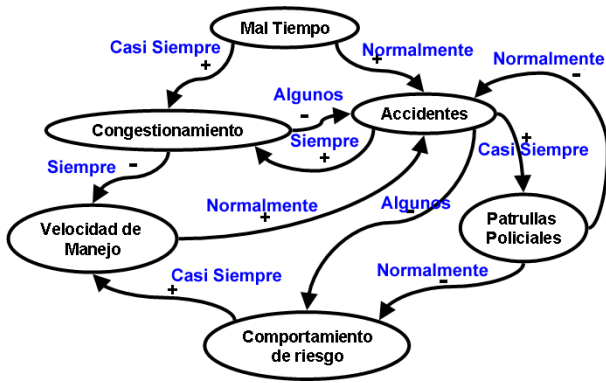 Mal Tiempo
Casi Siempre
+
Normalmente
+
Normalmente
-
Algunos
-
Accidentes
Congestionamiento
Siempre
+
+
Casi Siempre
Siempre -
Normalmente
+
Algunos
-
Velocidad de
Manejo
Patrullas
Policiales
Casi Siempre
+
Normalmente
-
Comportamiento
de riesgo